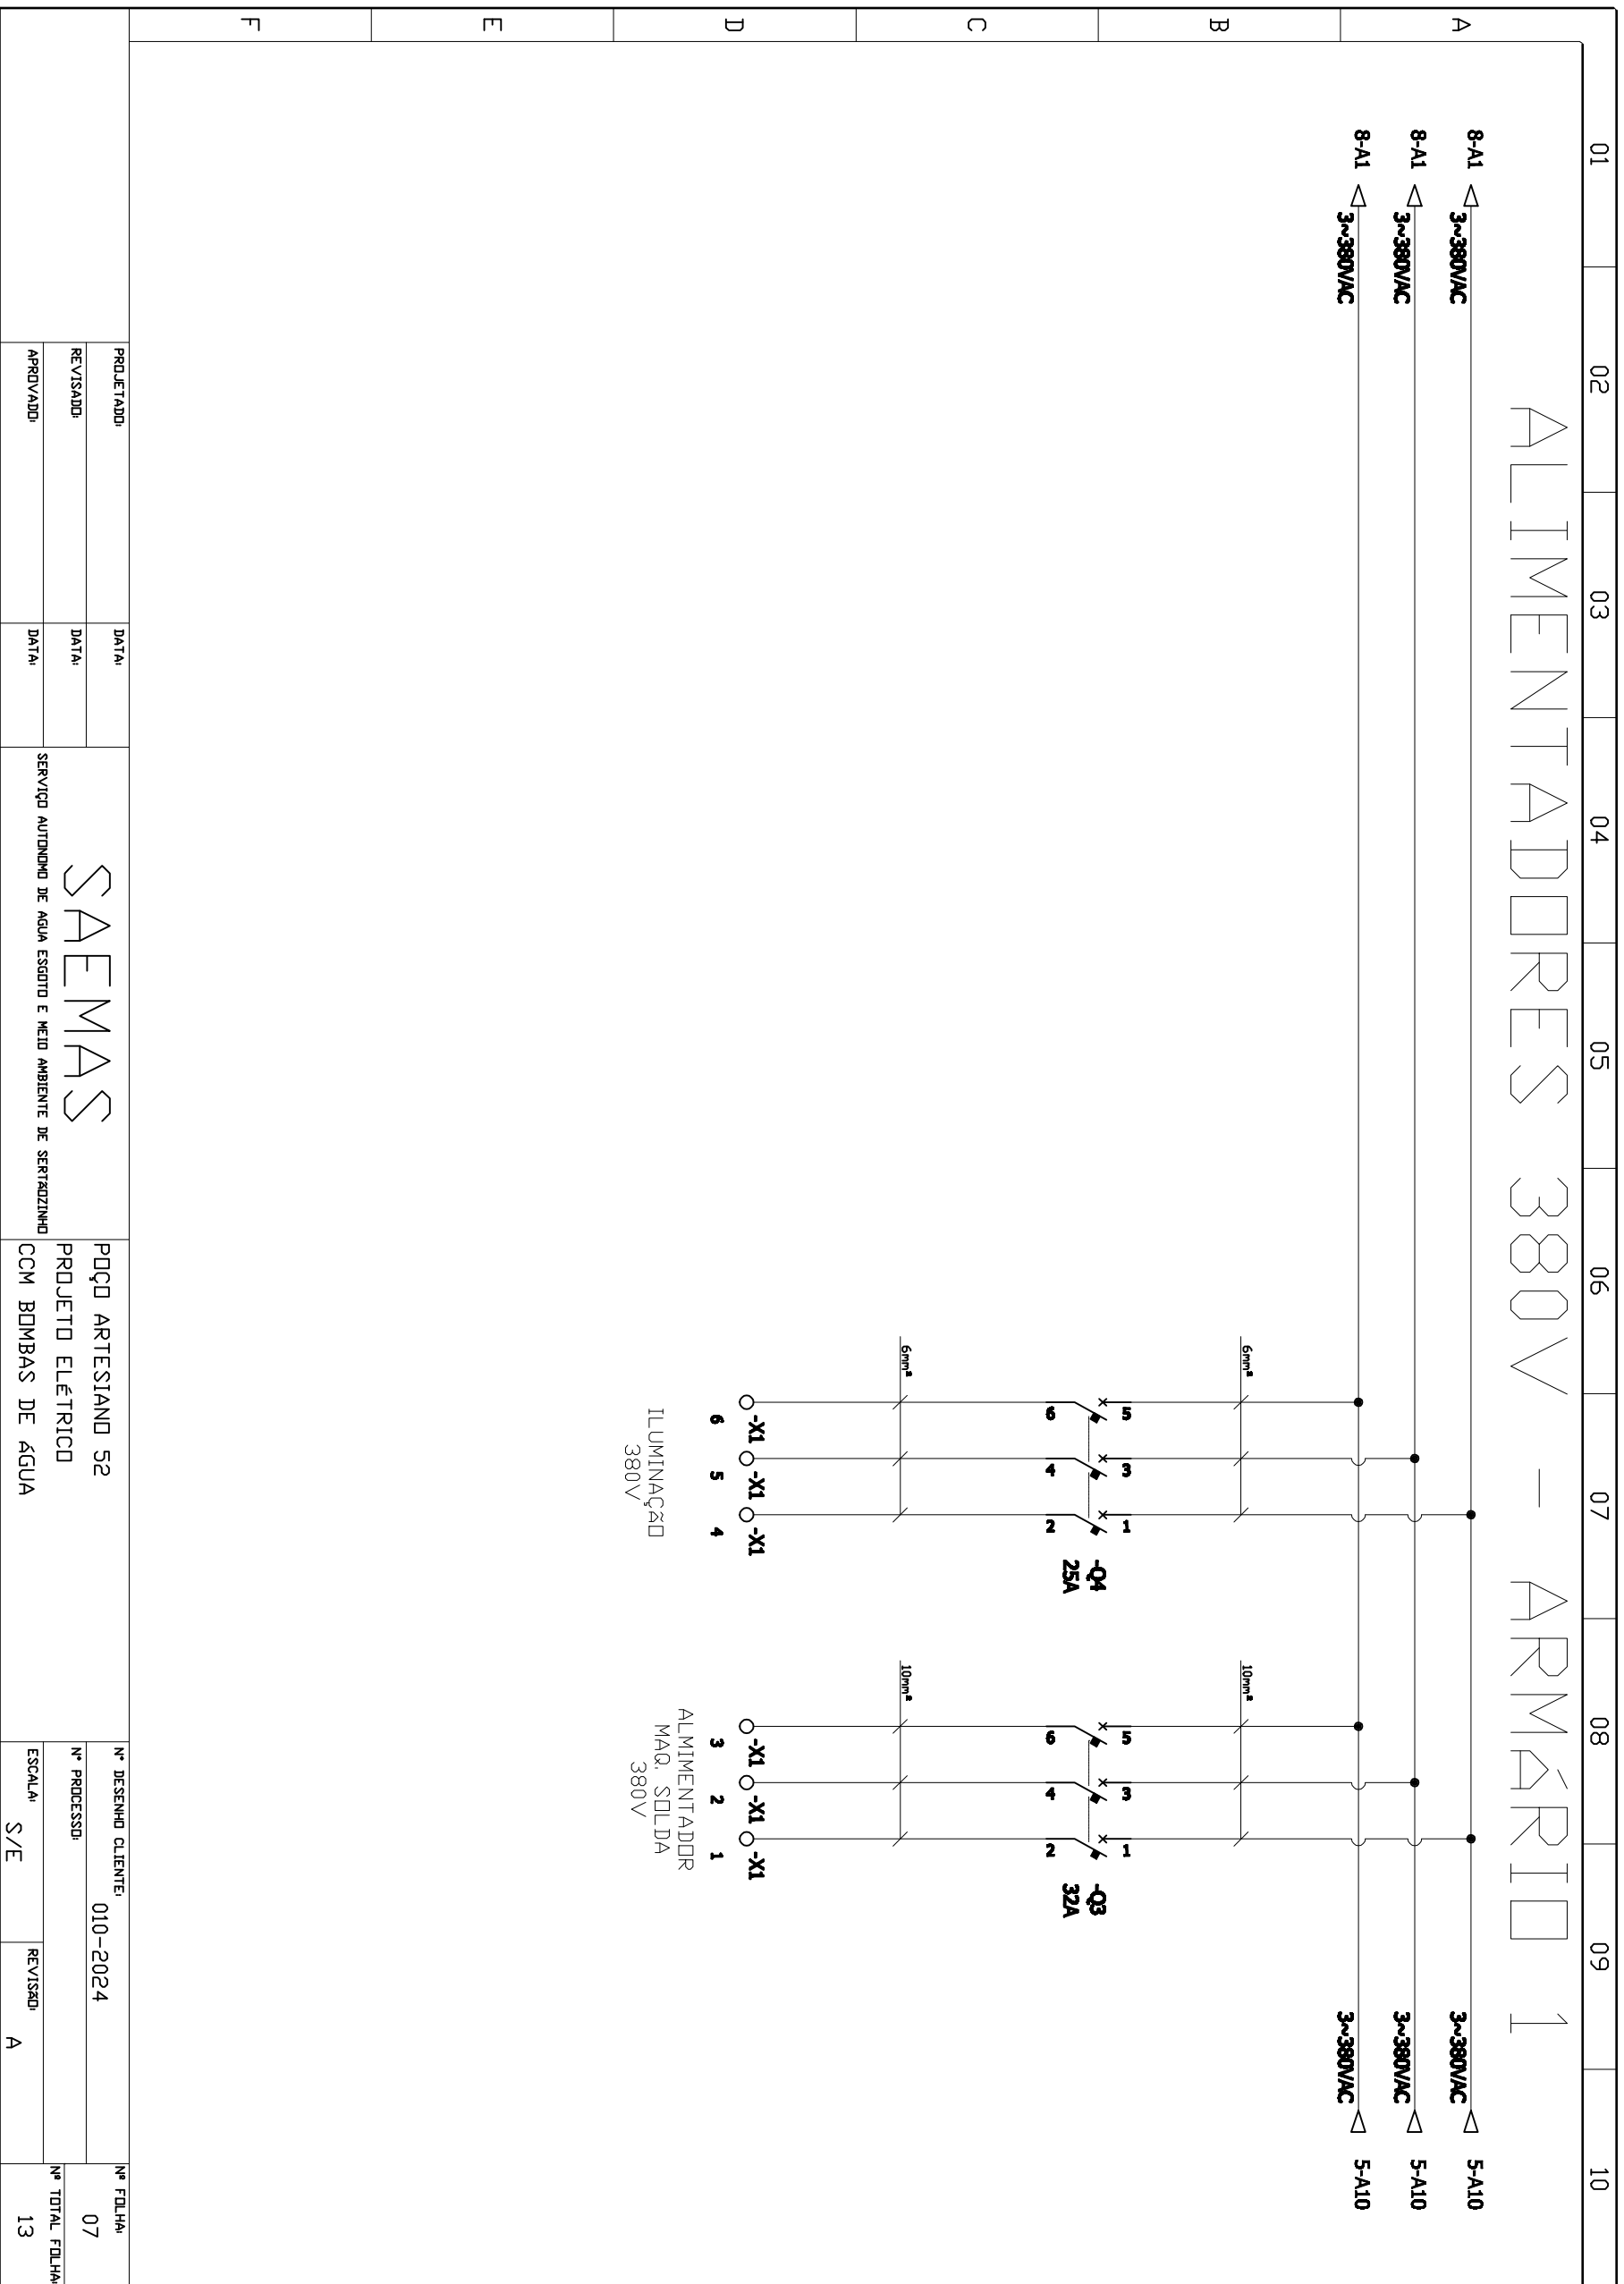 01 02 03 04 05 06 07 08 09 10
ALIMENTADORES 380V - ARMÁRIO 1
A
8-A1 3~380VAC 3~380VAC 5-A10
8-A1 3~380VAC 3~380VAC 5-A10
8-A1 3~380VAC 3~380VAC 5-A10
B
6mm² 10mm²
C
5 3 1 -Q4 5 3 1 -Q3
6 4 2 25A 6 4 2 32A
6mm² 10mm²
D
-X1 -X1 -X1 -X1 -X1 -X1
6 5 4 3 2 1
ILUMINAÇÃO
380V
ALMIMENTADOR
MAQ. SOLDA
380V
E
F
PROJETADO: DATA:
REVISADO: DATA:
APROVADO: DATA:
SAEMAS
SERVIÇO AUTONOMO DE AGUA ESGOTO E MEIO AMBIENTE DE SERTÃOZINHO
POÇO ARTESIANO 52
PROJETO ELÉTRICO
CCM BOMBAS DE ÁGUA
N° DESENHO CLIENTE:
010-2024
N° PROCESSO:
ESCALA: S/E
REVISÃO: A
Nº FOLHA:
07
Nº TOTAL FOLHA:
13